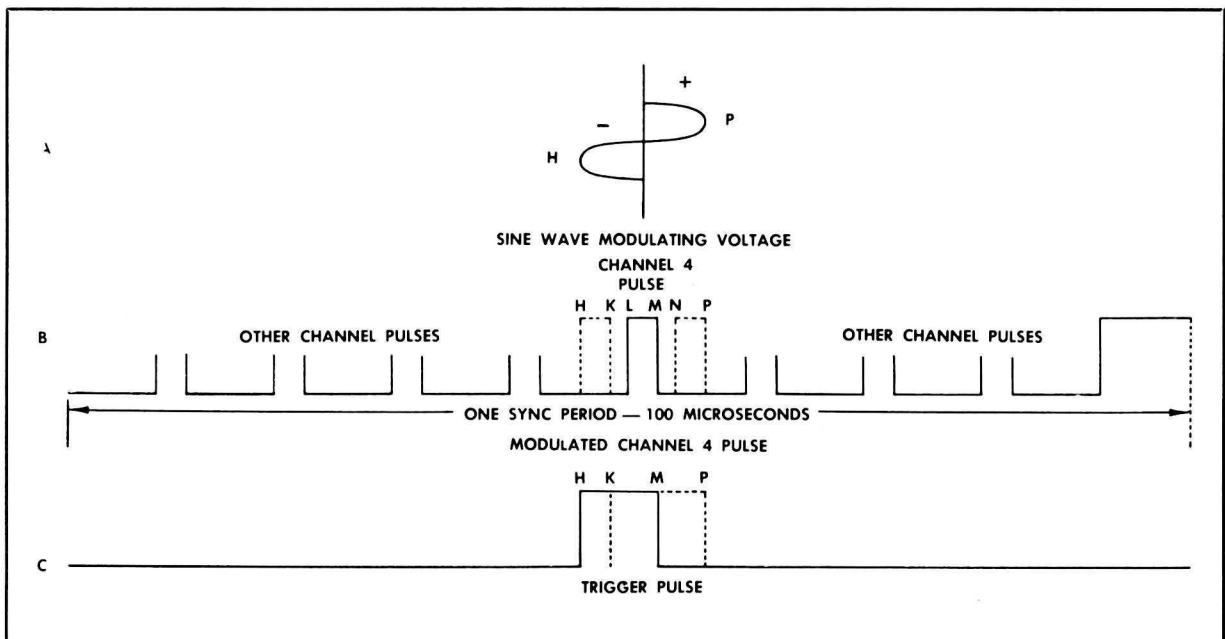 +
− P
H
A
SINE WAVE MODULATING VOLTAGE
CHANNEL 4
PULSE
H K L M N P
B OTHER CHANNEL PULSES OTHER CHANNEL PULSES
ONE SYNC PERIOD — 100 MICROSECONDS
MODULATED CHANNEL 4 PULSE
H K M P
C
TRIGGER PULSE